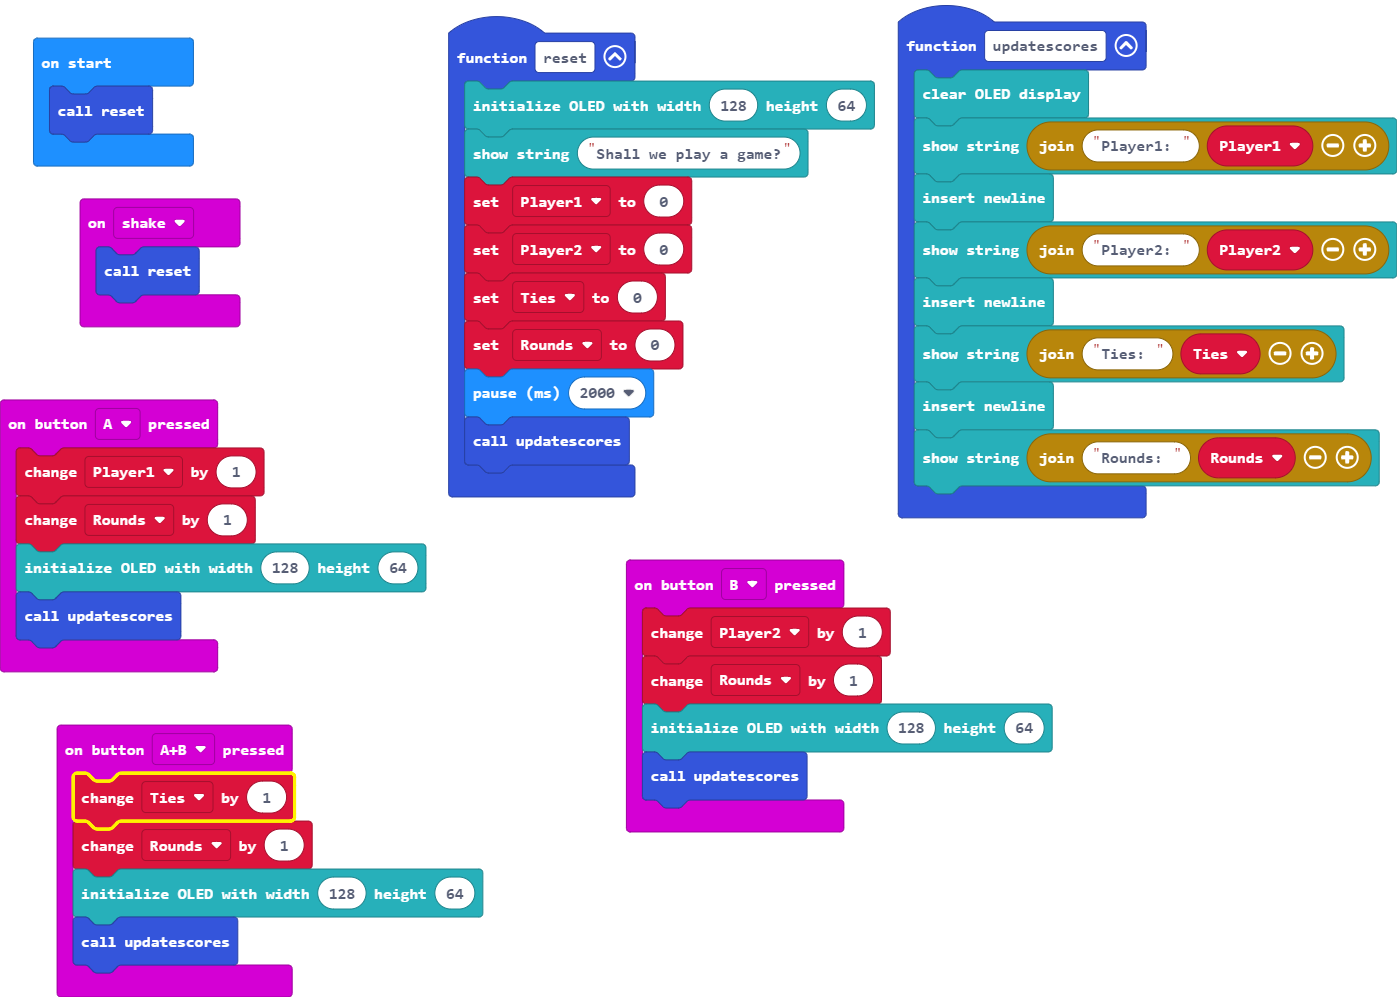 on start
call reset
on shake
call reset
on button A pressed
change Player1 by 1
change Rounds by 1
initialize OLED with width 128 height 64
call updatescores
on button A+B pressed
change Ties by 1
change Rounds by 1
initialize OLED with width 128 height 64
call updatescores
function reset
initialize OLED with width 128 height 64
show string "Shall we play a game?"
set Player1 to 0
set Player2 to 0
set Ties to 0
set Rounds to 0
pause (ms) 2000
call updatescores
function updatescores
clear OLED display
show string join "Player1: " Player1
insert newline
show string join "Player2: " Player2
insert newline
show string join "Ties: " Ties
insert newline
show string join "Rounds: " Rounds
on button B pressed
change Player2 by 1
change Rounds by 1
initialize OLED with width 128 height 64
call updatescores